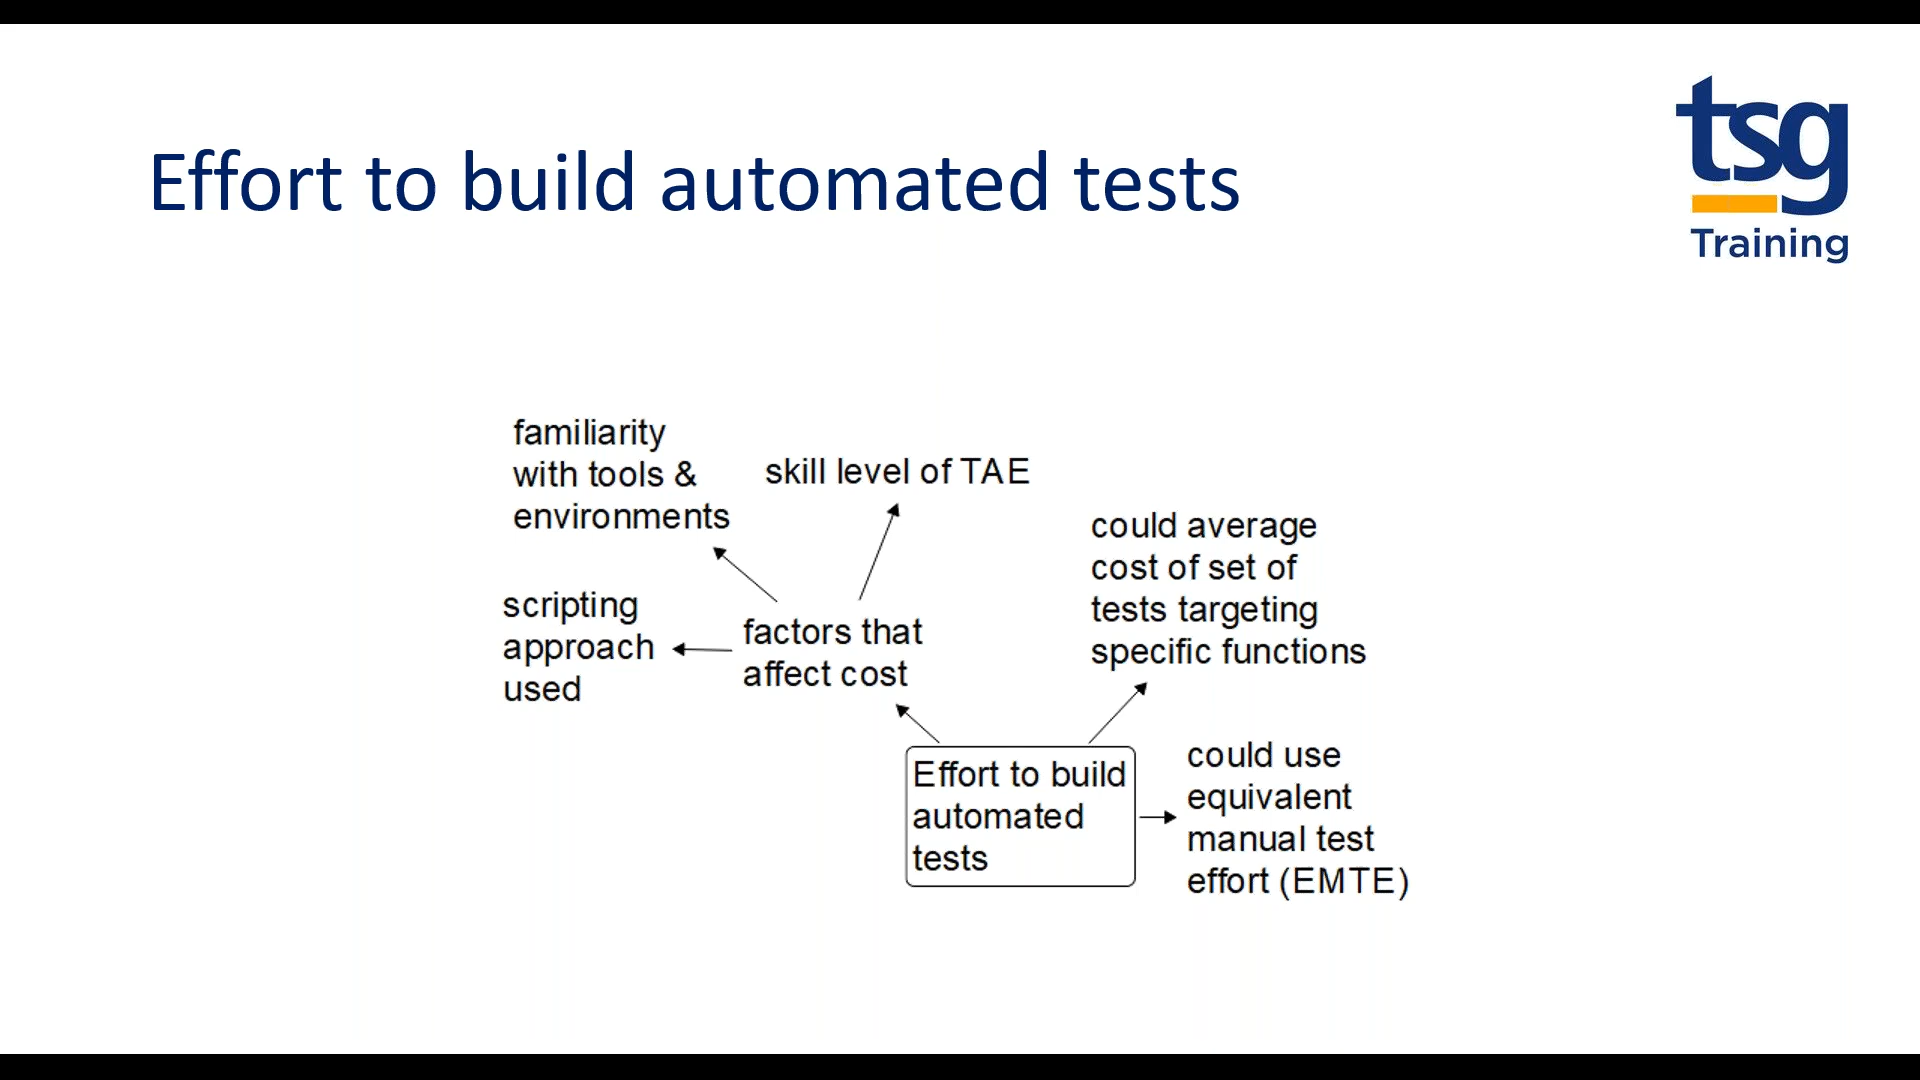 Effort to build automated tests
tsg
Training
familiarity
with tools &
environments
skill level of TAE
scripting
approach
used
factors that
affect cost
could average
cost of set of
tests targeting
specific functions
Effort to build
automated
tests
could use
equivalent
manual test
effort (EMTE)